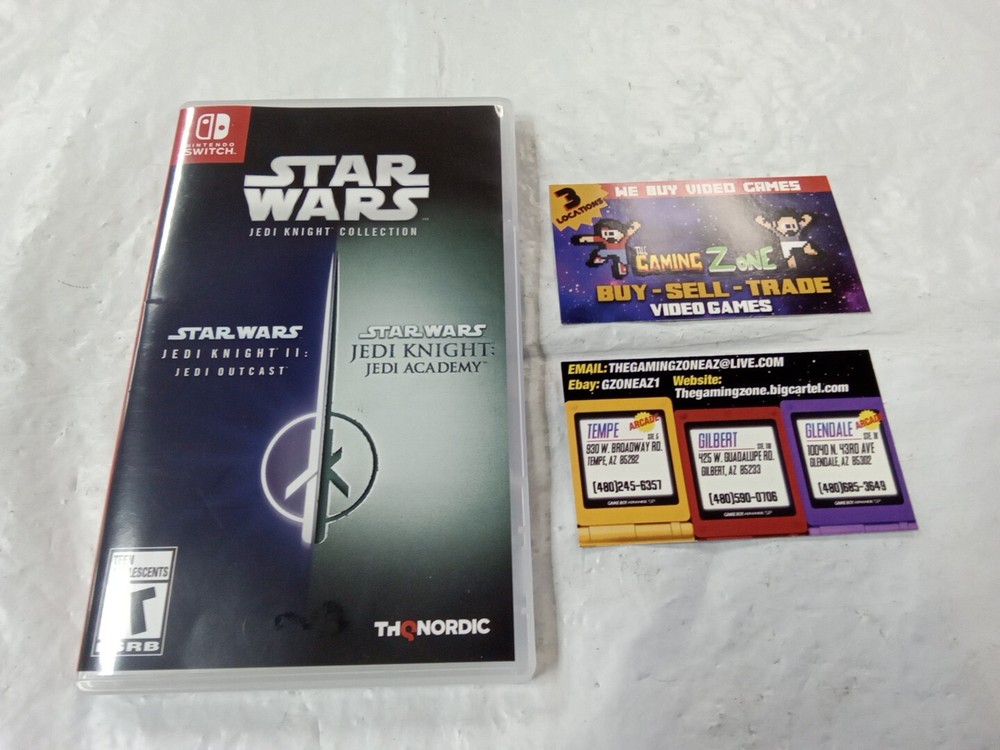 NINTENDO
SWITCH
STAR
WARS
JEDI KNIGHT COLLECTION
STAR WARS
JEDI KNIGHT II:
JEDI OUTCAST
STAR WARS
JEDI KNIGHT:
JEDI ACADEMY
TEEN
T
ESRB
THQ NORDIC
3
LOCATIONS
WE BUY VIDEO GAMES
THE
GAMING ZONE
BUY - SELL - TRADE
VIDEO GAMES
EMAIL: THEGAMINGZONEAZ@LIVE.COM
Ebay: GZONEAZ1 Website:
Thegamingzone.bigcartel.com
TEMPE ARCADE
930 W. BROADWAY RD.
TEMPE, AZ 85282
(480)245-6357
GILBERT
425 W. GUADALUPE RD.
GILBERT, AZ 85233
(480)590-0706
GLENDALE ARCADE
10040 N. 43RD AVE
GLENDALE, AZ 85302
(480)685-3649